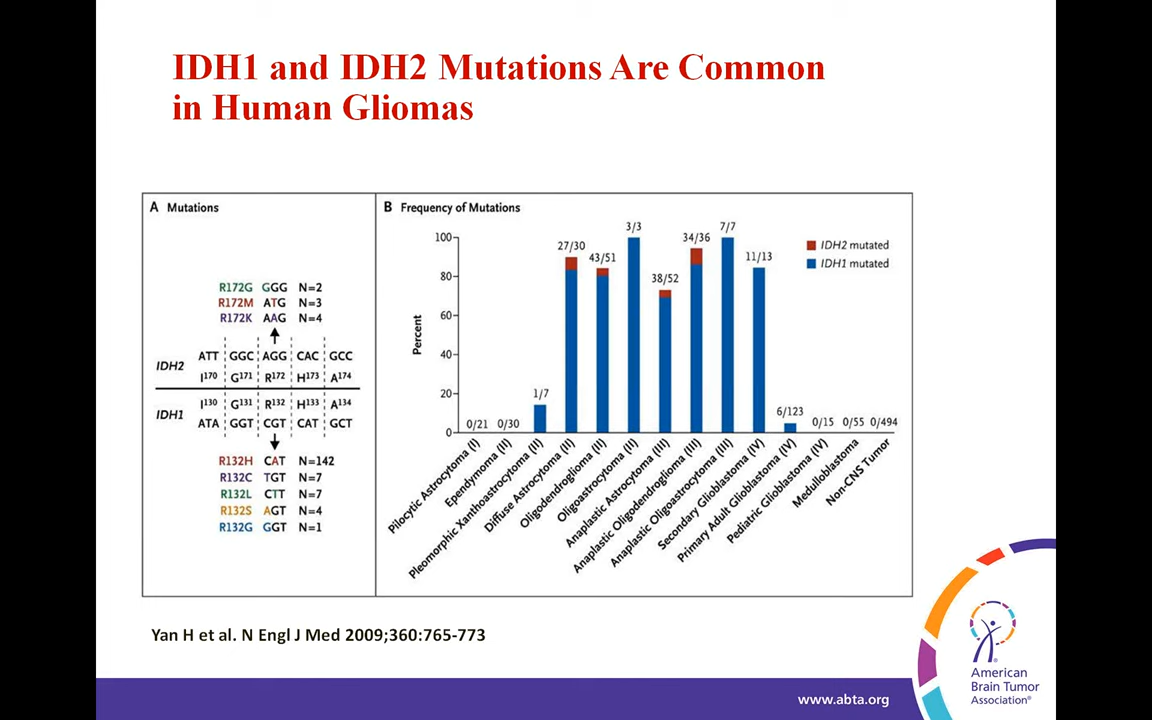 IDH1 and IDH2 Mutations Are Common
in Human Gliomas
A Mutations
R172G GGG N=2
R172M ATG N=3
R172K AAG N=4
IDH2
ATT GGC AGG CAC GCC
I170 G171 R172 H173 A174
IDH1
I130 G131 R132 H133 A134
ATA GGT CGT CAT GCT
R132H CAT N=142
R132C TGT N=7
R132L CTT N=7
R132S AGT N=4
R132G GGT N=1
B Frequency of Mutations
Percent
100
80
60
40
20
0
0/21
0/30
1/7
27/30
43/51
3/3
38/52
34/36
7/7
11/13
6/123
0/15
0/55
0/494
IDH2 mutated
IDH1 mutated
Pilocytic Astrocytoma (I)
Ependymoma (II)
Pleomorphic Xanthoastrocytoma (II)
Diffuse Astrocytoma (II)
Oligodendroglioma (II)
Oligoastrocytoma (II)
Anaplastic Astrocytoma (III)
Anaplastic Oligodendroglioma (III)
Anaplastic Oligoastrocytoma (III)
Secondary Glioblastoma (IV)
Primary Adult Glioblastoma (IV)
Pediatric Glioblastoma (IV)
Medulloblastoma
Non-CNS Tumor
Yan H et al. N Engl J Med 2009;360:765-773
www.abta.org
American
Brain Tumor
Association®